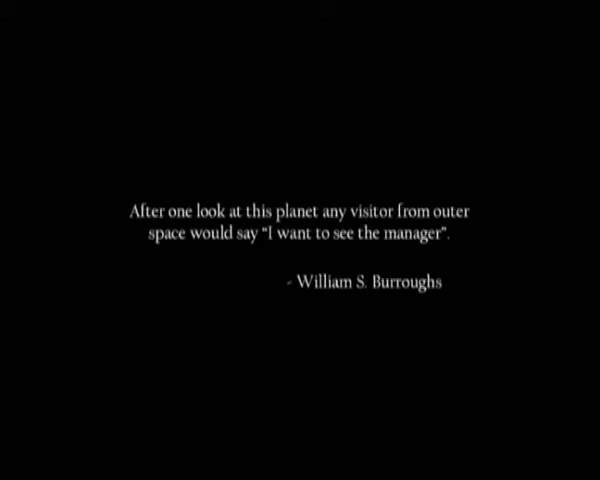 After one look at this planet any visitor from outer
space would say “I want to see the manager”.
- William S. Burroughs